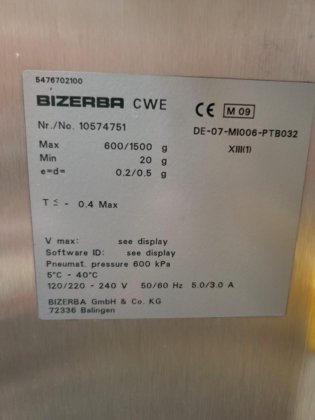 5476702100
BIZERBA CWE CE M 09
Nr./No. 10574751 DE-07-MI006-PTB032
Max 600/1500 g XIII(1)
Min 20 g
e=d= 0.2/0.5 g
T ≤ - 0.4 Max
V max: see display
Software ID: see display
Pneumat. pressure 600 kPa
5°C - 40°C
120/220 - 240 V 50/60 Hz 5.0/3.0 A
BIZERBA GmbH & Co. KG
72336 Balingen